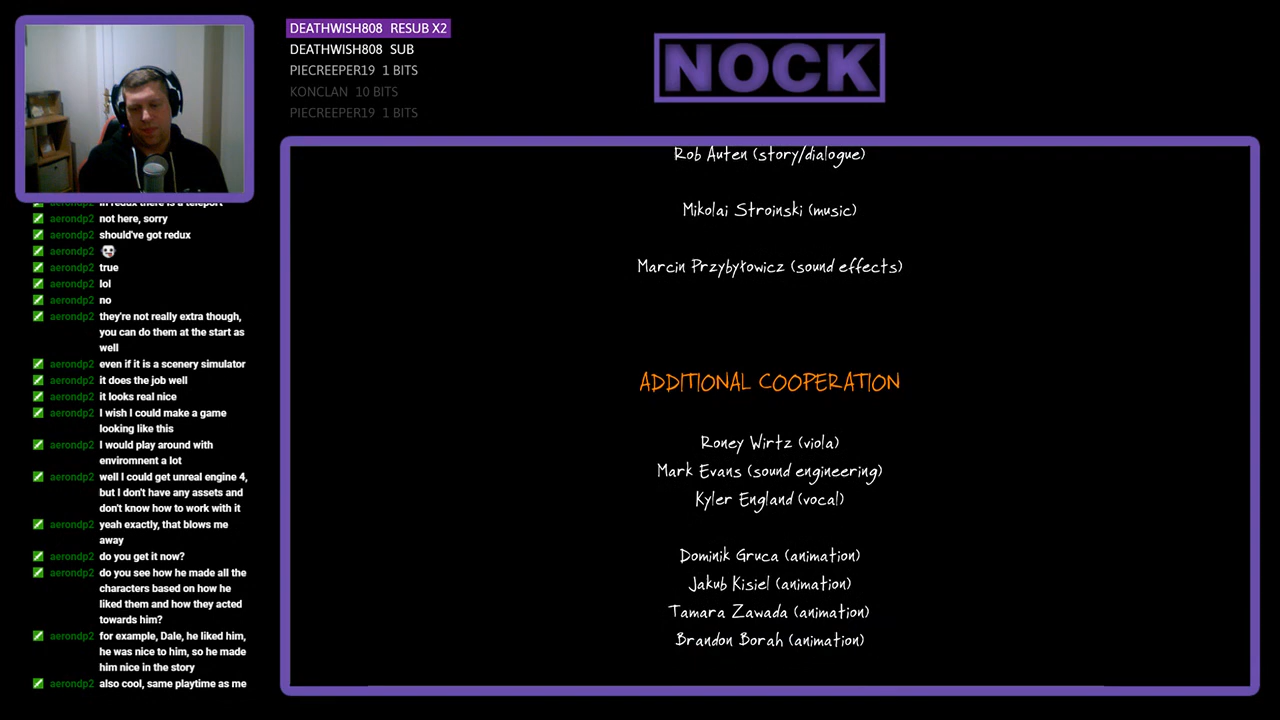 DEATHWISH808 RESUB X2
DEATHWISH808 SUB
PIECREEPER19 1 BITS
KONCLAN 10 BITS
PIECREEPER19 1 BITS
NOCK
aerondp2 in redux there is a teleport
aerondp2 not here, sorry
aerondp2 should've got redux
aerondp2
aerondp2 true
aerondp2 lol
aerondp2 no
aerondp2 they're not really extra though,
you can do them at the start as
well
aerondp2 even if it is a scenery simulator
aerondp2 it does the job well
aerondp2 it looks real nice
aerondp2 I wish I could make a game
looking like this
aerondp2 I would play around with
enviromnent a lot
aerondp2 well I could get unreal engine 4,
but I don't have any assets and
don't know how to work with it
aerondp2 yeah exactly, that blows me
away
aerondp2 do you get it now?
aerondp2 do you see how he made all the
characters based on how he
liked them and how they acted
towards him?
aerondp2 for example, Dale, he liked him,
he was nice to him, so he made
him nice in the story
aerondp2 also cool, same playtime as me
Rob Auten (story/dialogue)
Mikolai Stroinski (music)
Marcin Przybyłowicz (sound effects)
ADDITIONAL COOPERATION
Roney Wirtz (viola)
Mark Evans (sound engineering)
Kyler England (vocal)
Dominik Gruca (animation)
Jakub Kisiel (animation)
Tamara Zawada (animation)
Brandon Borah (animation)